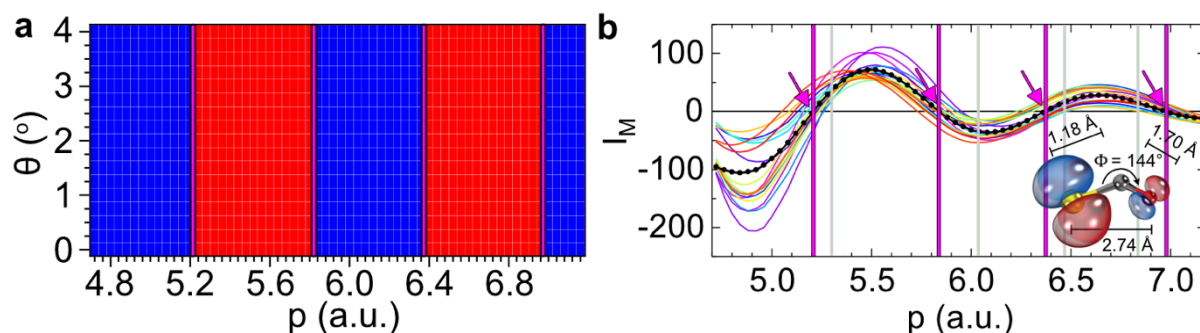 a
4
3
2
1
0
θ (°)
4.8 5.2 5.6 6.0 6.4 6.8
p (a.u.)
b
100
0
-100
-200
I_M
1.18 Å
Φ = 144°
1.70 Å
2.74 Å
5.0 5.5 6.0 6.5 7.0
p (a.u.)